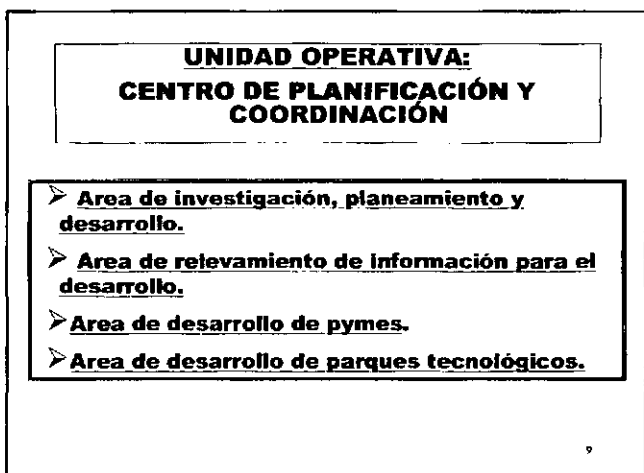 UNIDAD OPERATIVA:
CENTRO DE PLANIFICACIÓN Y
COORDINACIÓN
➢ Area de investigación, planeamiento y
desarrollo.
➢ Area de relevamiento de información para el
desarrollo.
➢ Area de desarrollo de pymes.
➢ Area de desarrollo de parques tecnológicos.
9